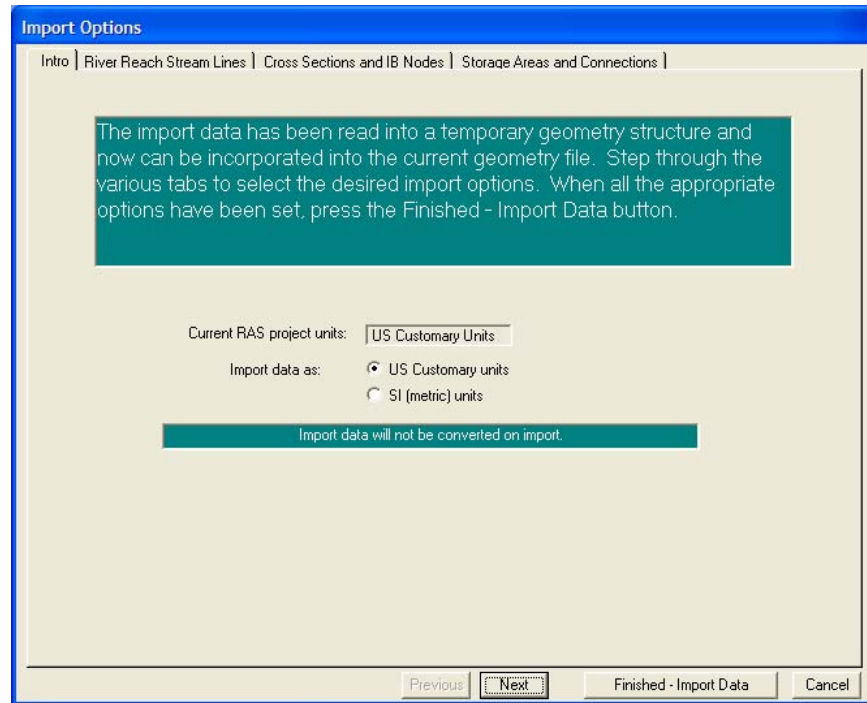 Import Options
Intro
River Reach Stream Lines
Cross Sections and IB Nodes
Storage Areas and Connections
The import data has been read into a temporary geometry structure and
now can be incorporated into the current geometry file. Step through the
various tabs to select the desired import options. When all the appropriate
options have been set, press the Finished - Import Data button.
Current RAS project units: US Customary Units
Import data as: US Customary units
SI (metric) units
Import data will not be converted on import.
Previous
Next
Finished - Import Data
Cancel